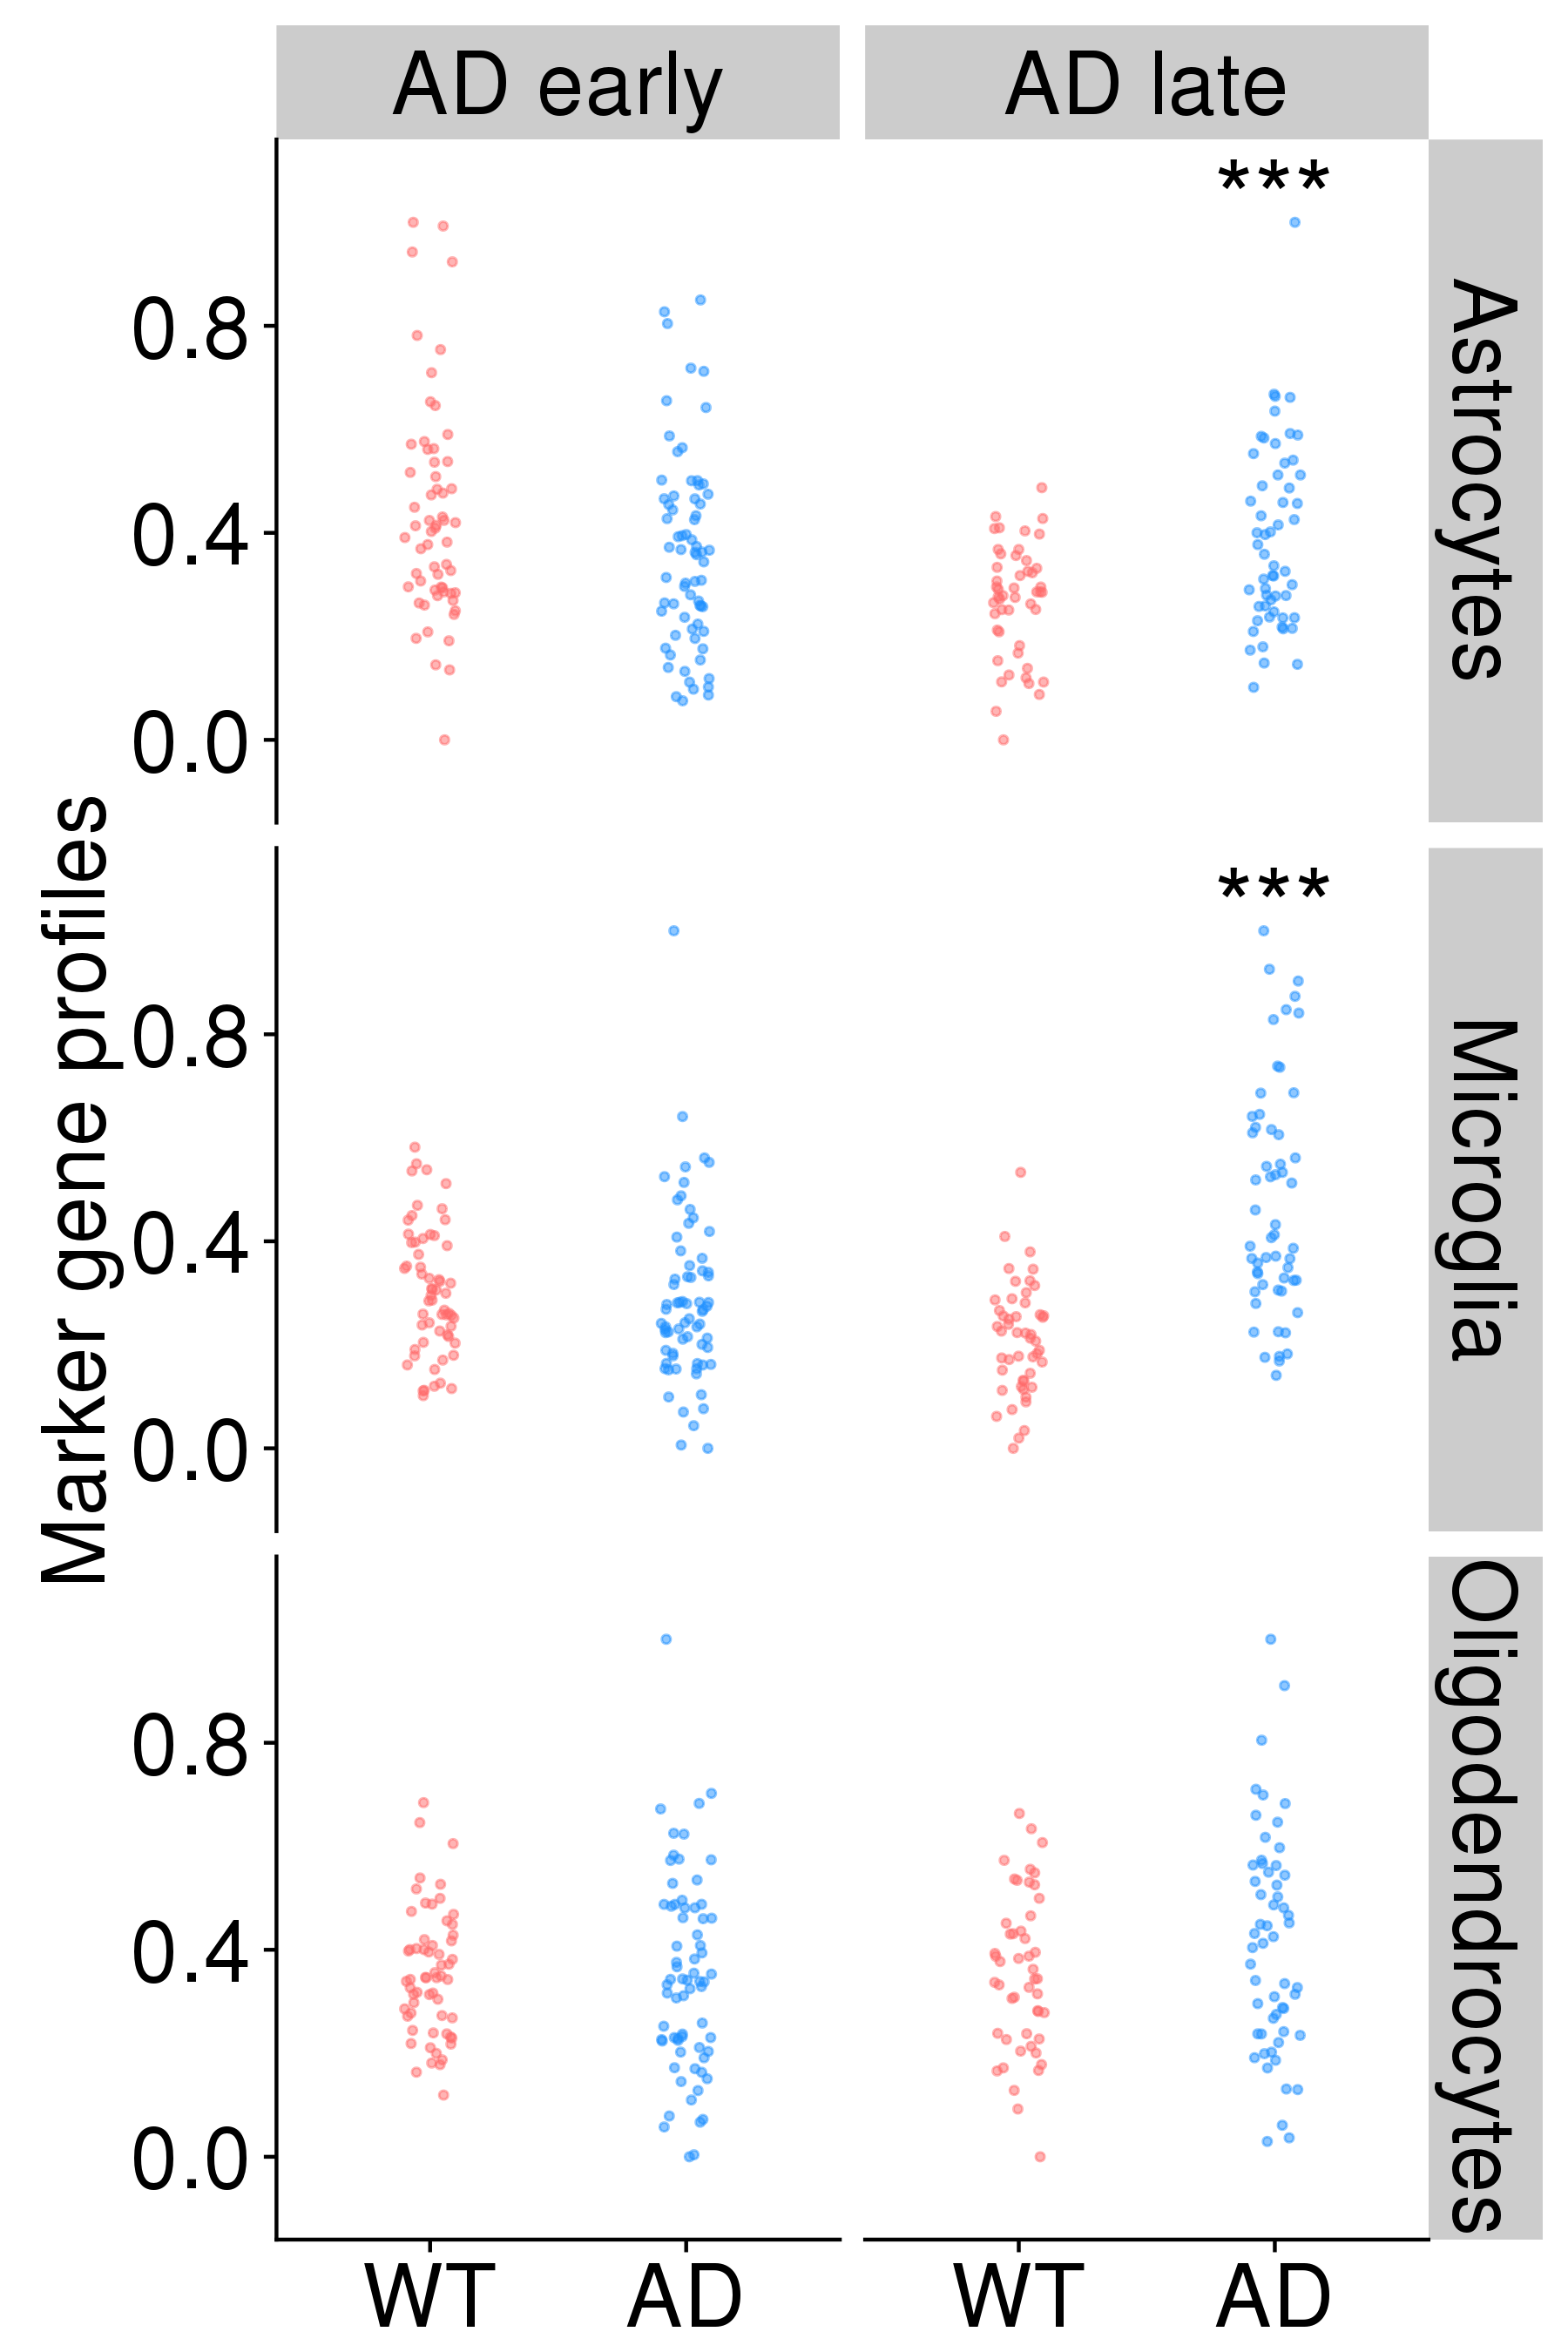 AD early
AD late
***
Astrocytes
0.8
0.4
0.0
Marker gene profiles
***
Microglia
0.8
0.4
0.0
Oligodendrocytes
0.8
0.4
0.0
WT
AD
WT
AD